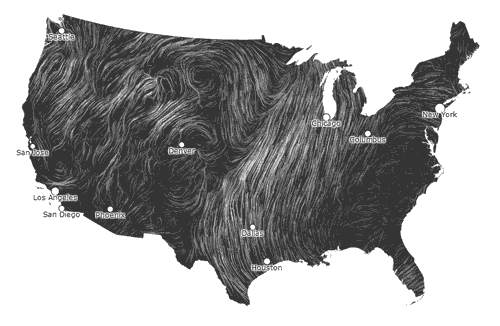 Seattle
New York
Chicago
Columbus
San Jose
Denver
Los Angeles
San Diego
Phoenix
Dallas
Houston